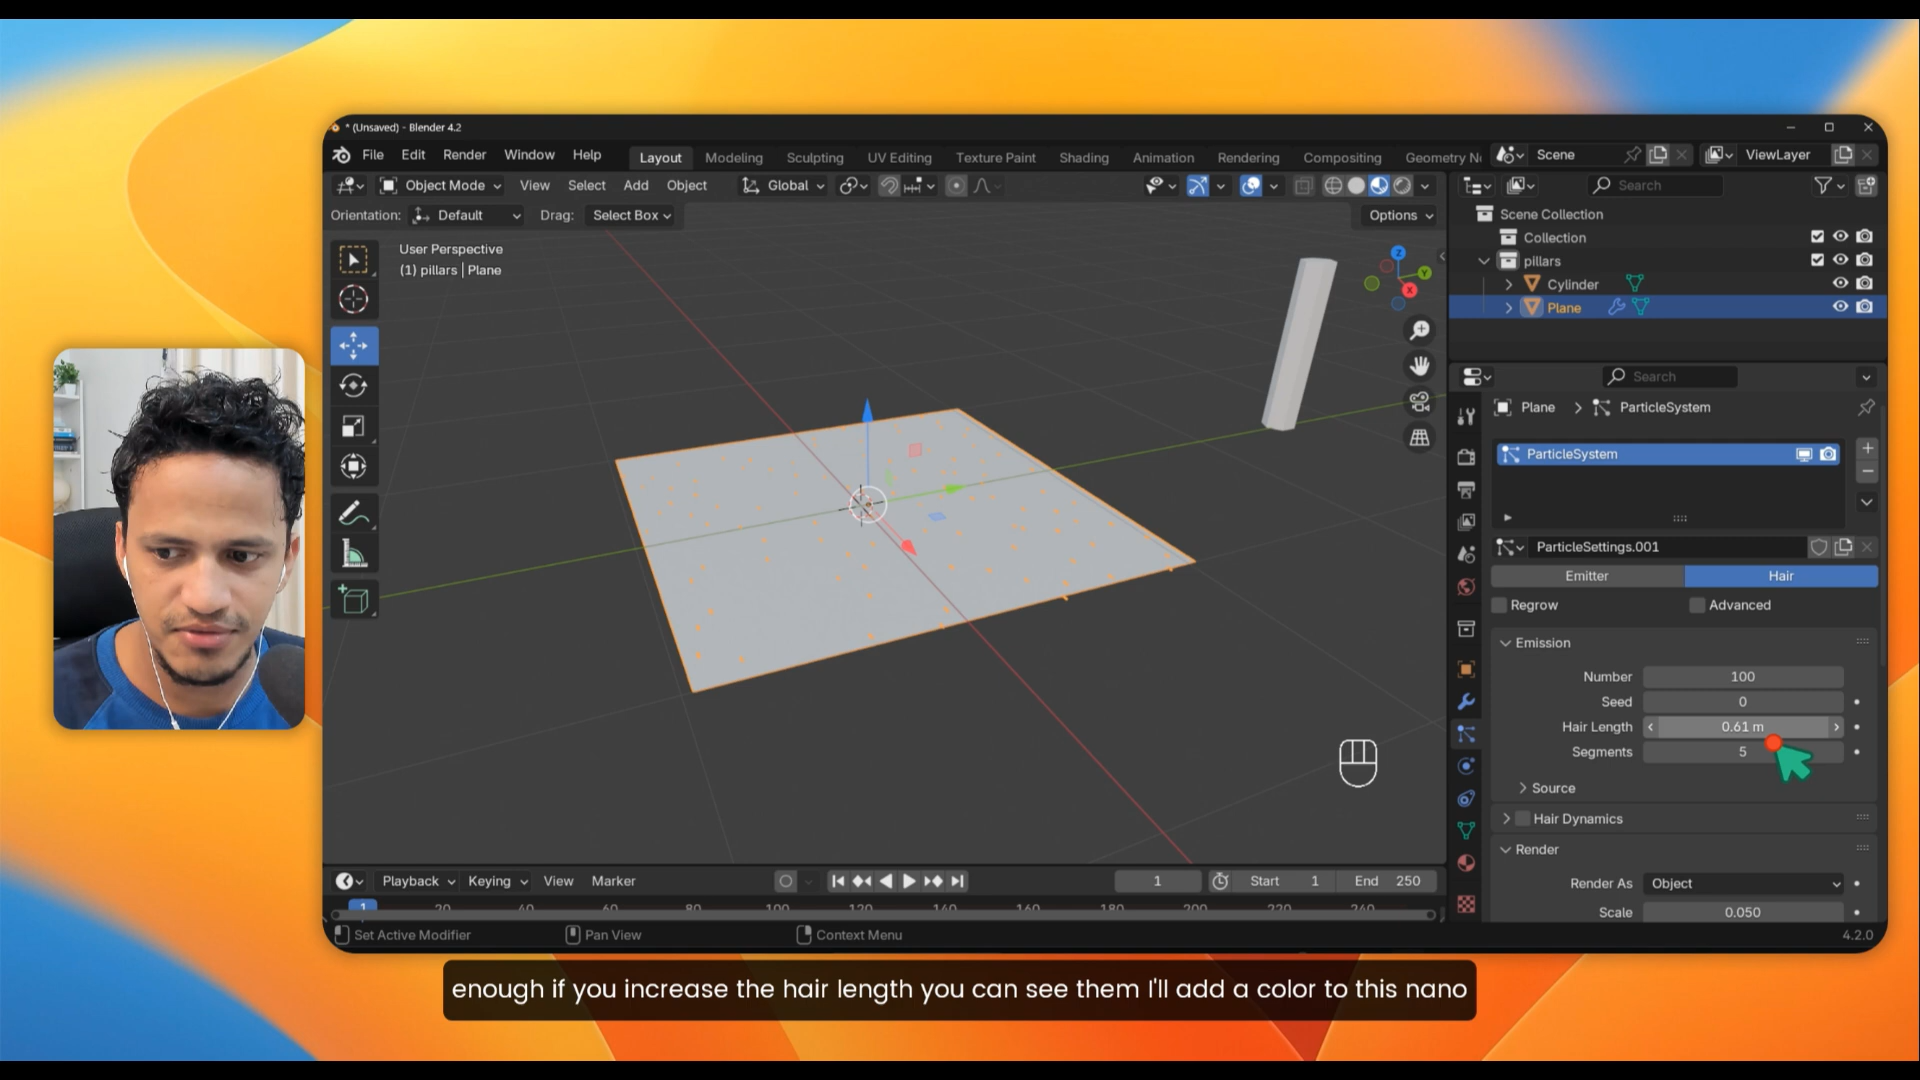 * (Unsaved) - Blender 4.2
File Edit Render Window Help
Layout Modeling Sculpting UV Editing Texture Paint Shading Animation Rendering Compositing Geometry N
Scene
ViewLayer
Object Mode View Select Add Object
Global
Search
Orientation: Default Drag: Select Box
Options
User Perspective
(1) pillars | Plane
Z
Y
X
Scene Collection
Collection
pillars
Cylinder
Plane
Search
Plane > ParticleSystem
ParticleSystem
ParticleSettings.001
Emitter Hair
Regrow Advanced
Emission
Number 100
Seed 0
Hair Length 0.61 m
Segments 5
Source
Hair Dynamics
Render
Render As Object
Scale 0.050
Playback Keying View Marker
1 Start 1 End 250
1 20 40 60 80 100 120 140 160 180 200 220 240
Set Active Modifier Pan View Context Menu
4.2.0
enough if you increase the hair length you can see them I'll add a color to this nano